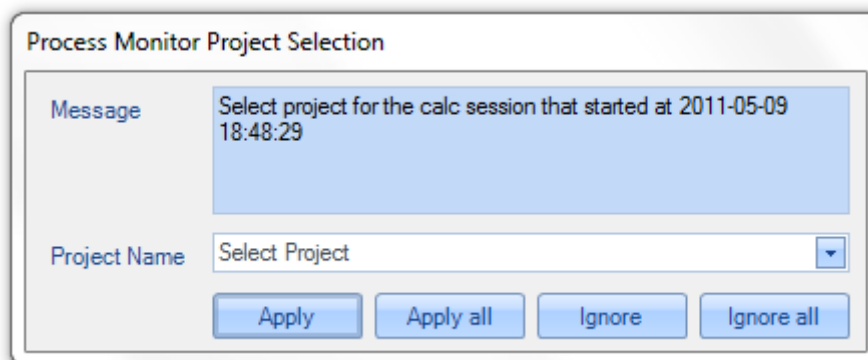 Process Monitor Project Selection
Message
Select project for the calc session that started at 2011-05-09
18:48:29
Project Name
Select Project
Apply
Apply all
Ignore
Ignore all